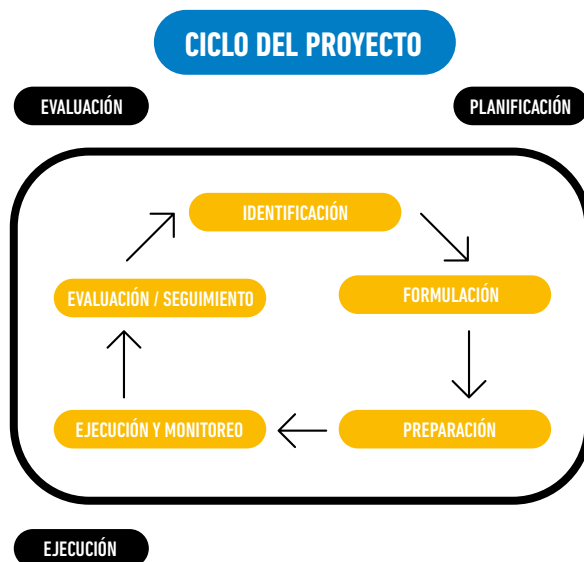 CICLO DEL PROYECTO
EVALUACIÓN
PLANIFICACIÓN
IDENTIFICACIÓN
EVALUACIÓN / SEGUIMIENTO
FORMULACIÓN
EJECUCIÓN Y MONITOREO
PREPARACIÓN
EJECUCIÓN